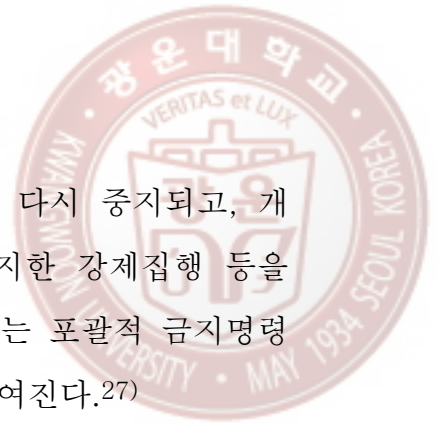 광운대학교
VERITAS et LUX
KWANGWOON UNIVERSITY • MAY 1934 SEOUL KOREA
광운
다시 중지되고, 개
지한 강제집행 등을
는 포괄적 금지명령
여진다.27)